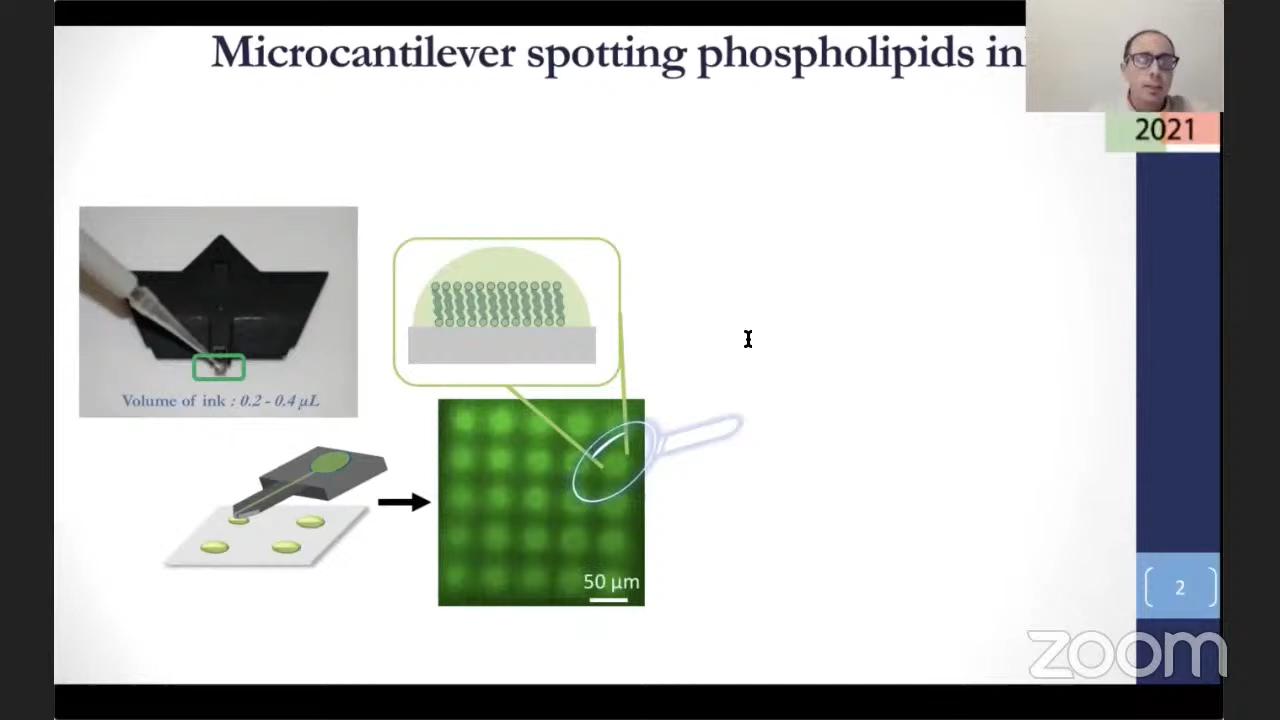 Microcantilever spotting phospholipids in
2021
Volume of ink : 0.2 - 0.4 µL
50 µm
2
zoom